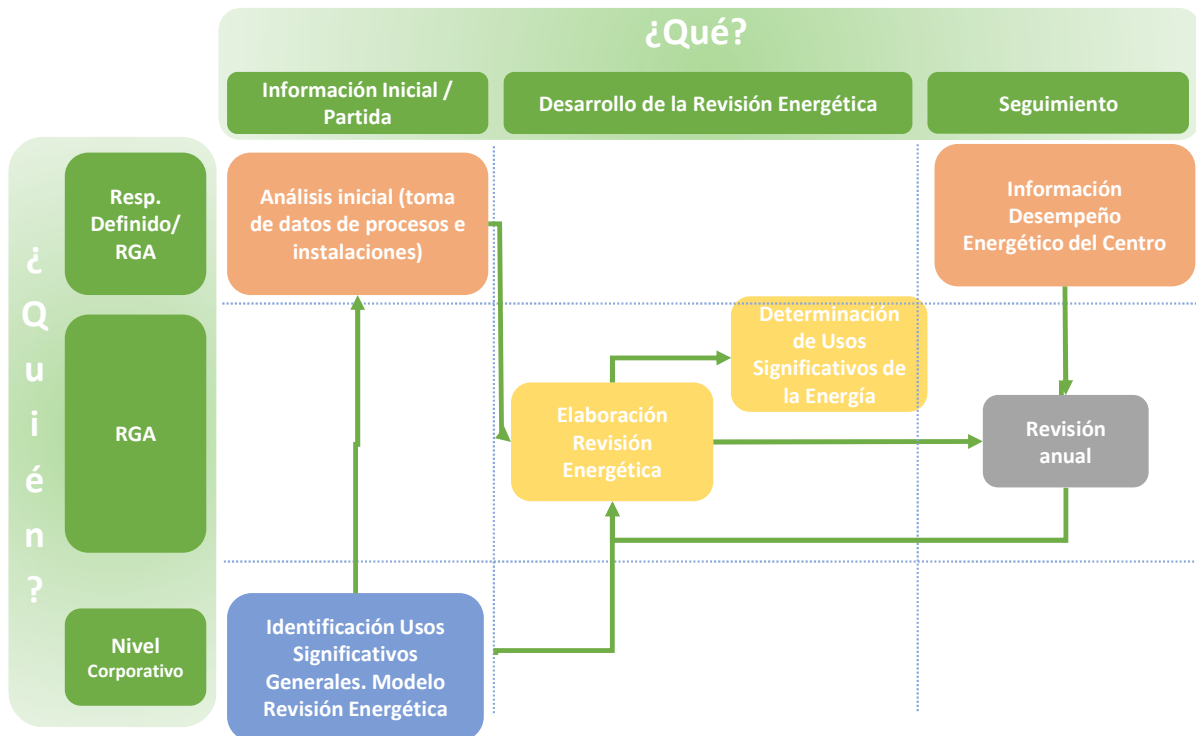 ¿Qué?
Información Inicial /
Partida
Desarrollo de la Revisión Energética
Seguimiento
¿
Q
u
i
é
n
?
Resp.
Definido/
RGA
Análisis inicial (toma
de datos de procesos e
instalaciones)
Información
Desempeño
Energético del Centro
RGA
Determinación
de Usos
Significativos de
la Energía
Elaboración
Revisión
Energética
Revisión
anual
Nivel
Corporativo
Identificación Usos
Significativos
Generales. Modelo
Revisión Energética